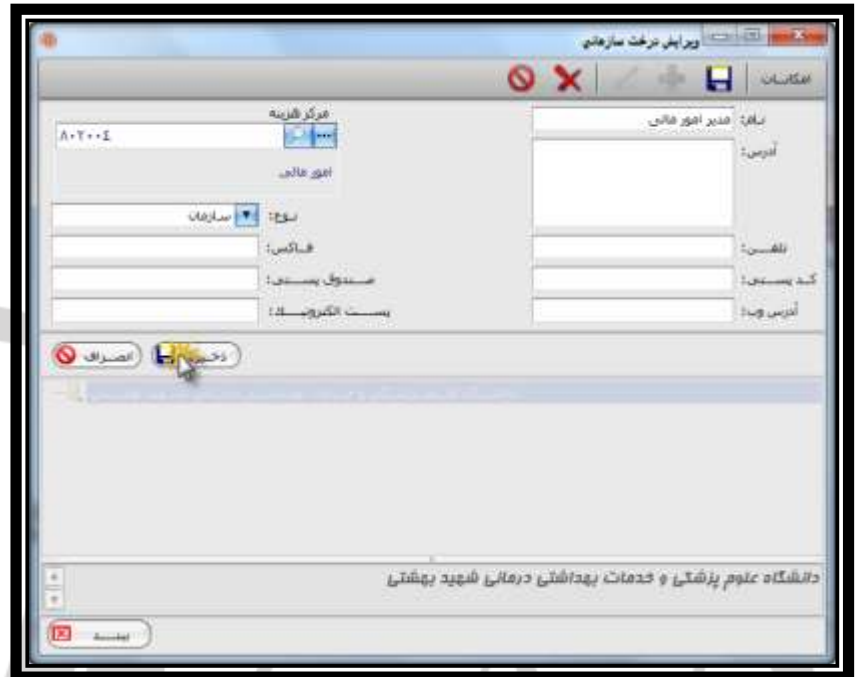 ویرایش درخت سازمانی
امکانات
نام: مدیر امور مالی
مرکز هزینه
۸۰۲۰۰۴
آدرس:
امور مالی
نوع: سازمان
تلفن:
فاکس:
کد پستی:
صندوق پستی:
آدرس وب:
پست الکترونیک:
ذخیره
انصراف
دانشگاه علوم پزشکی و خدمات بهداشتی درمانی شهید بهشتی